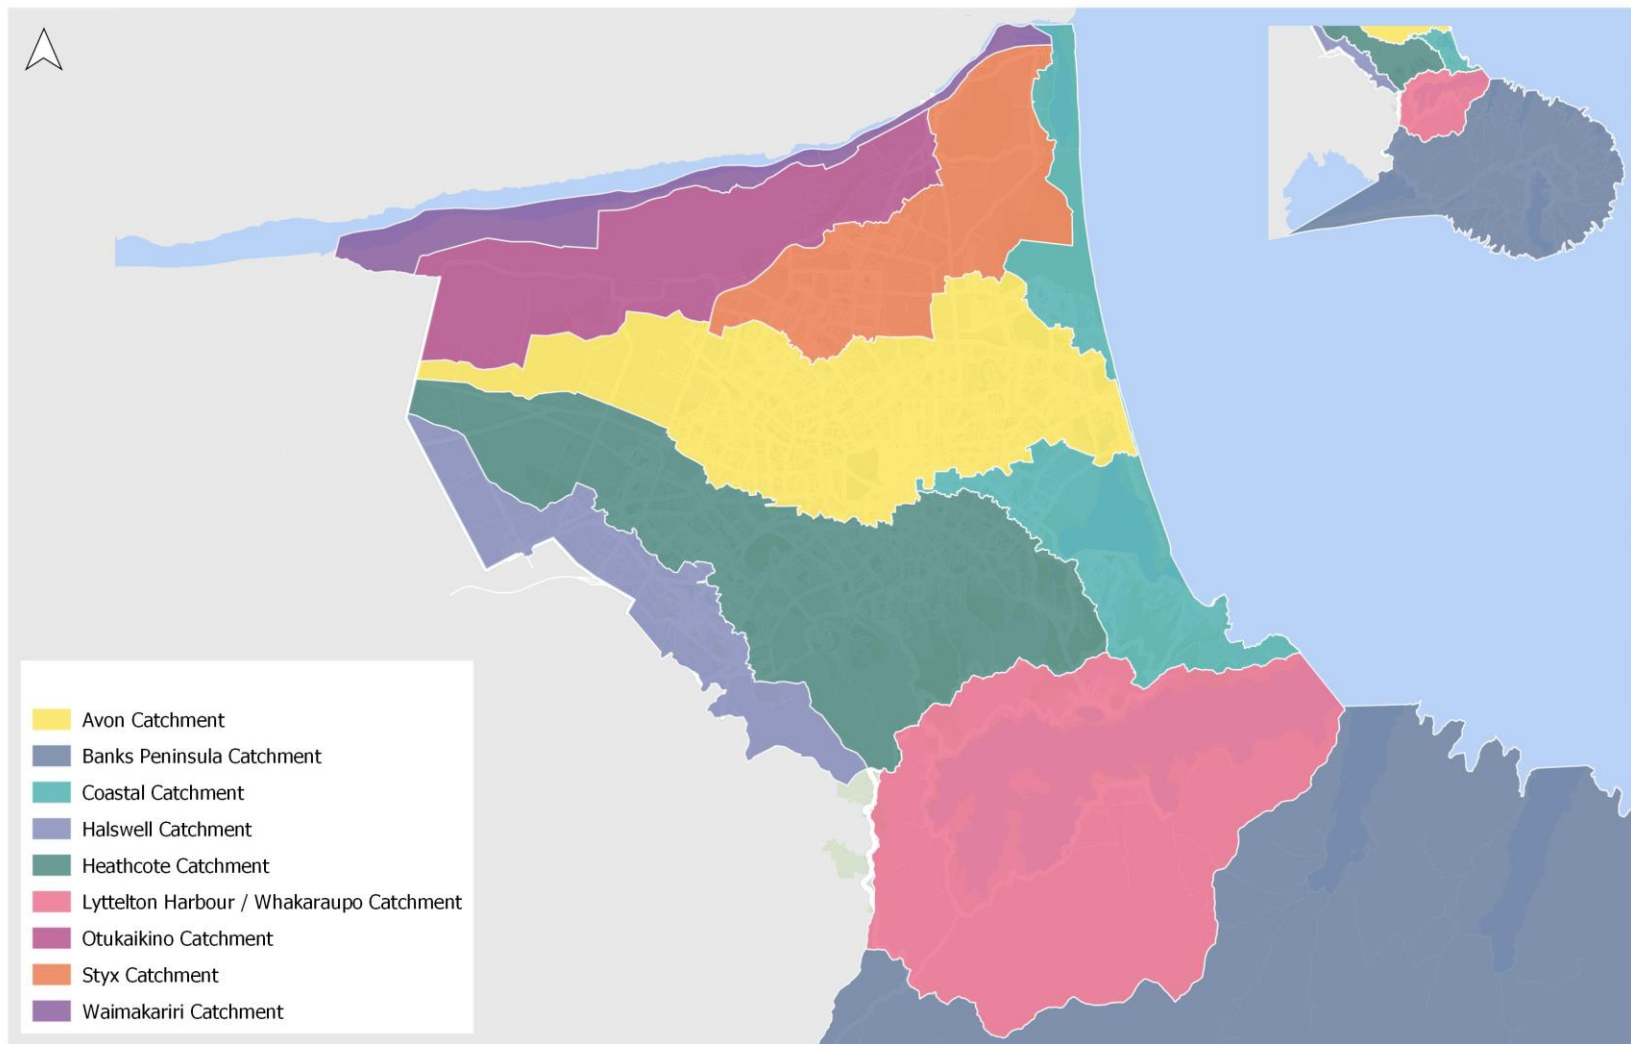 Avon Catchment
Banks Peninsula Catchment
Coastal Catchment
Halswell Catchment
Heathcote Catchment
Lyttelton Harbour / Whakaraupo Catchment
Otukaikino Catchment
Styx Catchment
Waimakariri Catchment